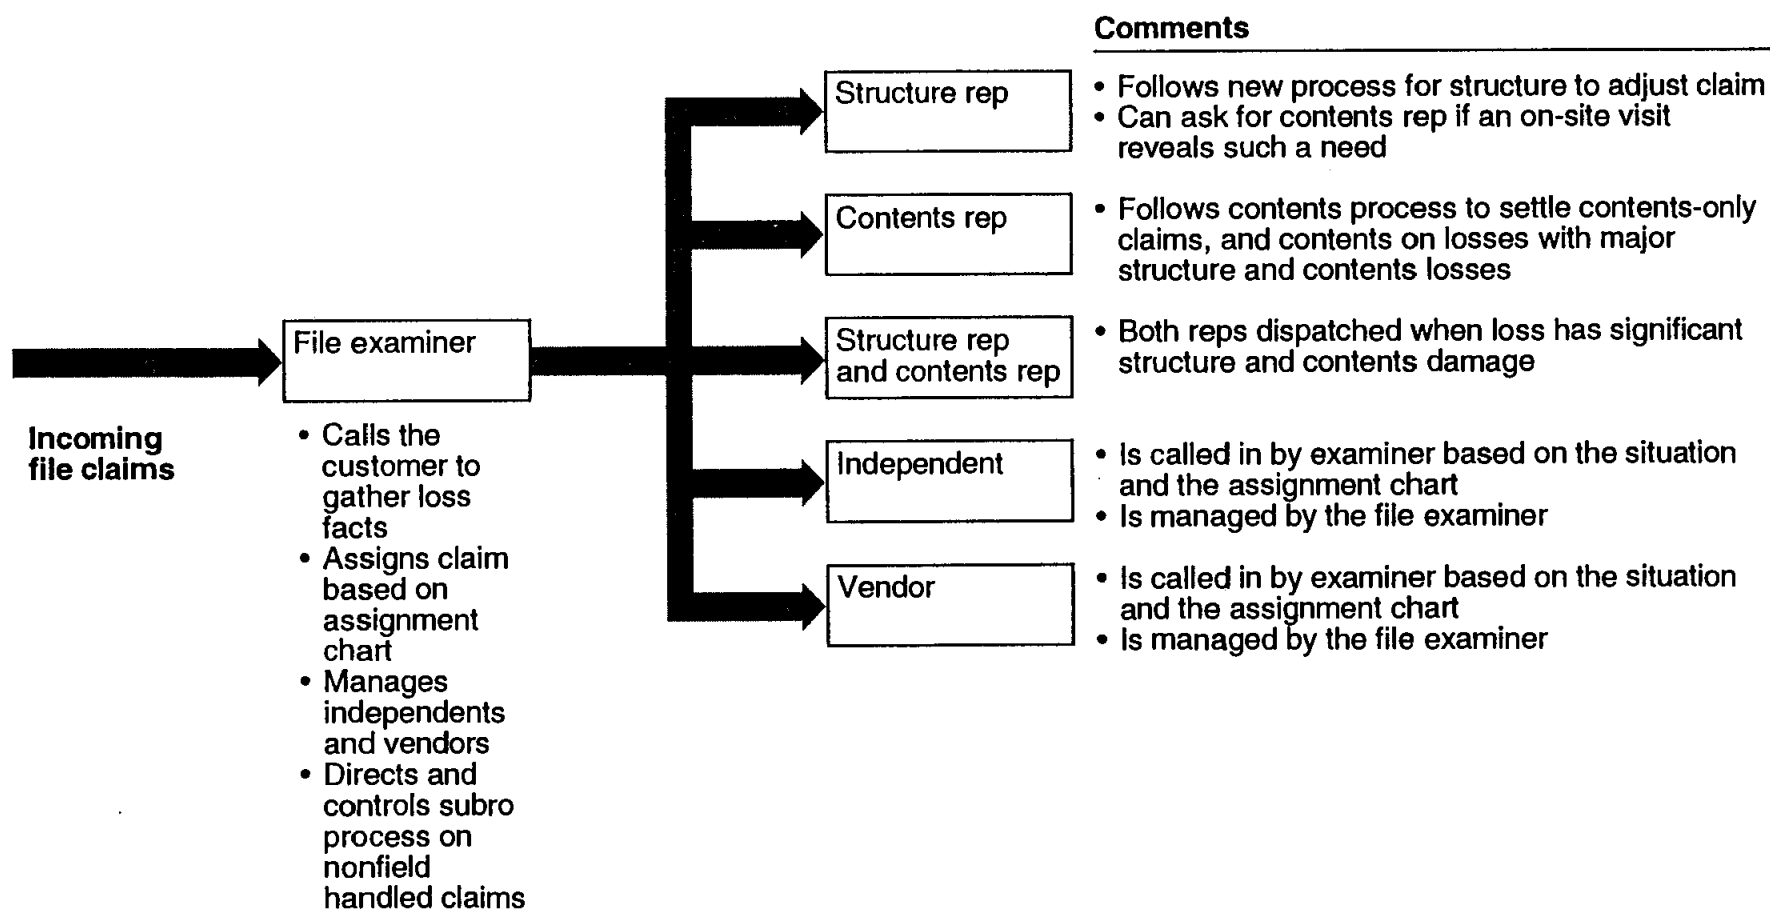 Comments
Structure rep
• Follows new process for structure to adjust claim
• Can ask for contents rep if an on-site visit
reveals such a need
Contents rep
• Follows contents process to settle contents-only
claims, and contents on losses with major
structure and contents losses
File examiner
Structure rep
and contents rep
• Both reps dispatched when loss has significant
structure and contents damage
Incoming
file claims
• Calls the
customer to
gather loss
facts
• Assigns claim
based on
assignment
chart
• Manages
independents
and vendors
• Directs and
controls subro
process on
nonfield
handled claims
Independent
• Is called in by examiner based on the situation
and the assignment chart
• Is managed by the file examiner
Vendor
• Is called in by examiner based on the situation
and the assignment chart
• Is managed by the file examiner